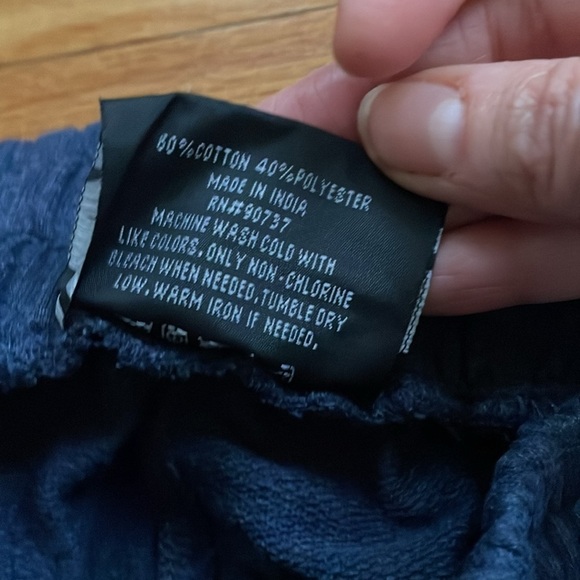 60%COTTON 40%POLYESTER
MADE IN INDIA
RN#90737
MACHINE WASH COLD WITH
LIKE COLORS. ONLY NON-CHLORINE
BLEACH WHEN NEEDED. TUMBLE DRY
LOW. WARM IRON IF NEEDED.